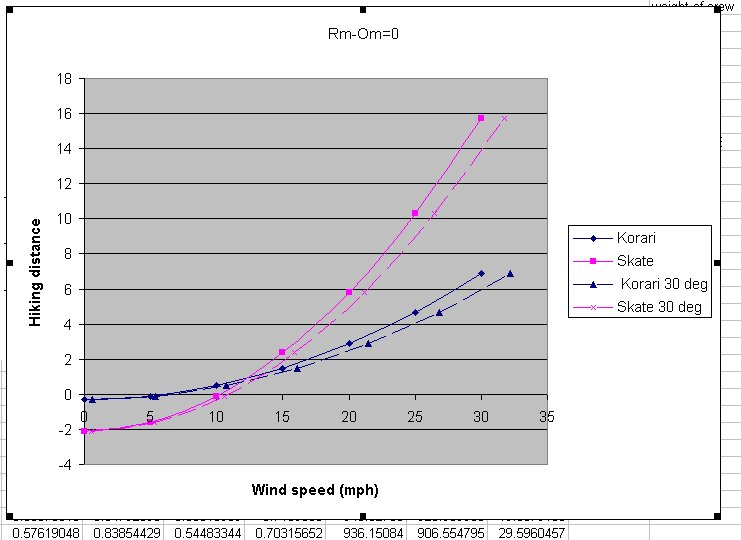 weight of crew
Rm-Om=0
18
16
14
12
10
8
6
4
2
0
-2
-4
0 5 10 15 20 25 30 35
Hiking distance
Wind speed (mph)
Korari
Skate
Korari 30 deg
Skate 30 deg
0.57619048 0.83854429 0.54483344 0.70315652 936.15084 906.554795 29.5960457